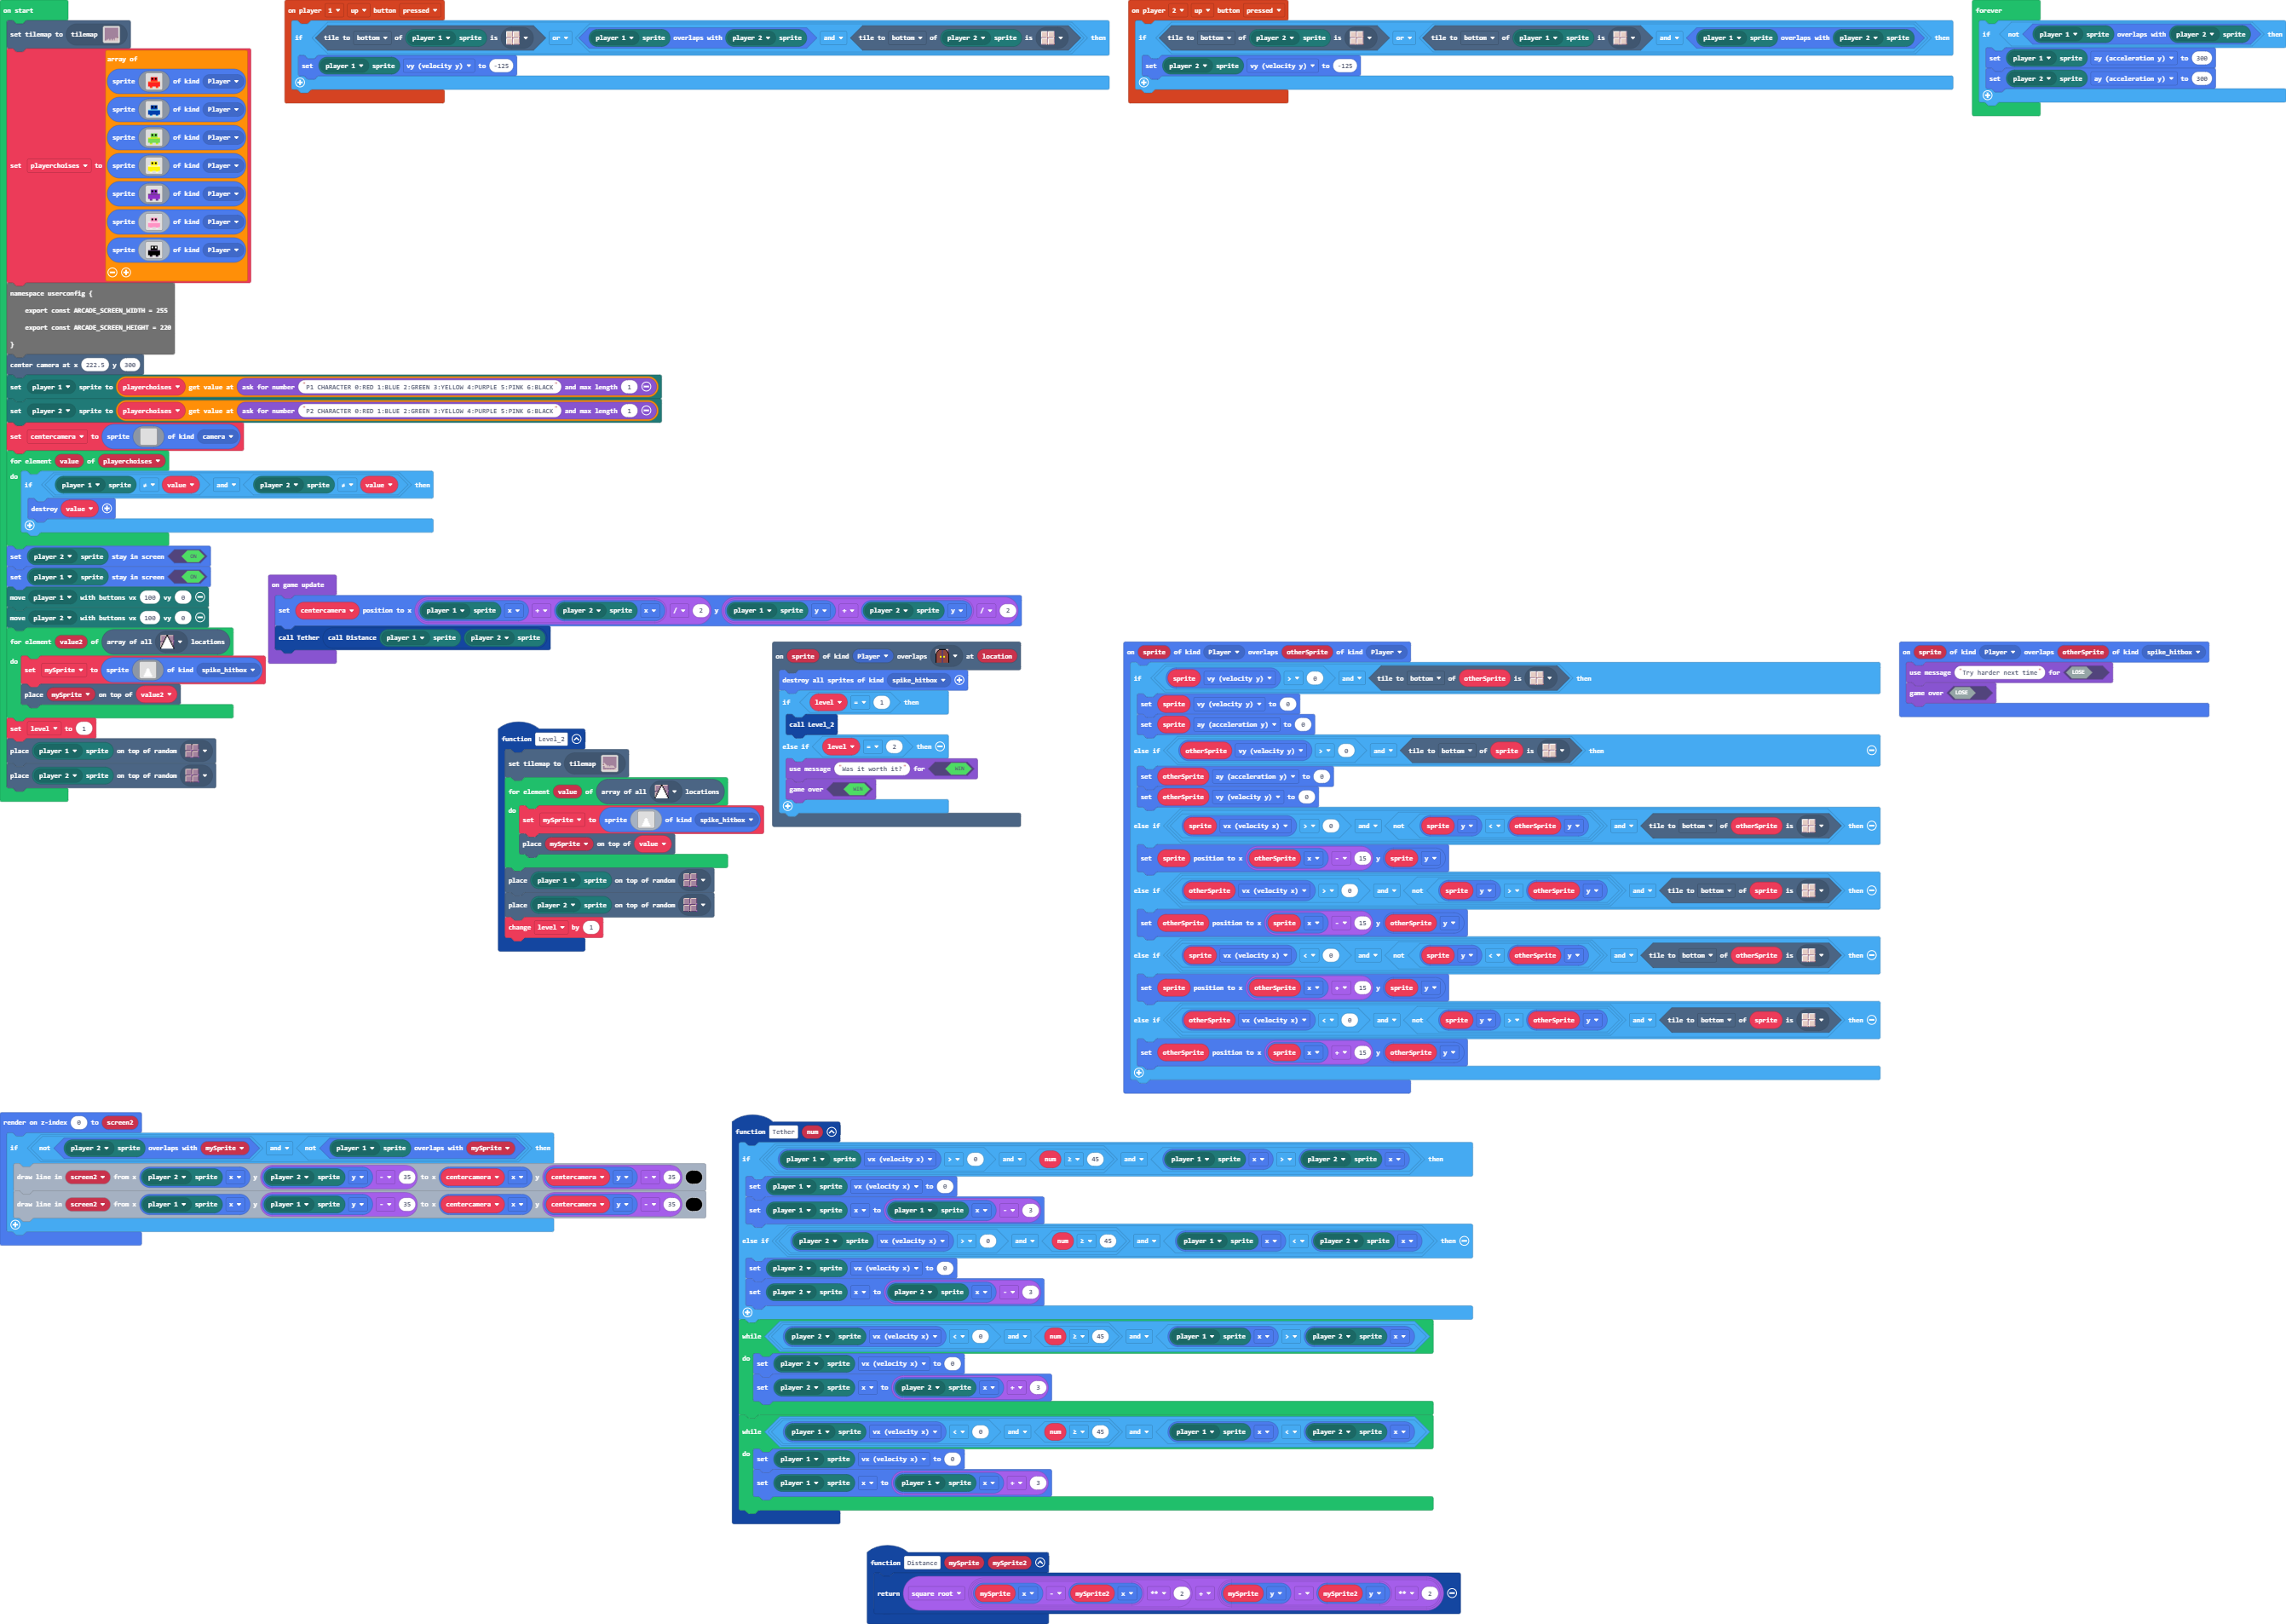 on start
set tilemap to tilemap
set playerchoises to array of
sprite of kind Player
sprite of kind Player
sprite of kind Player
sprite of kind Player
sprite of kind Player
sprite of kind Player
sprite of kind Player
namespace userconfig {
export const ARCADE_SCREEN_WIDTH = 255
export const ARCADE_SCREEN_HEIGHT = 220
}
center camera at x 222.5 y 300
set player 1 sprite to playerchoises get value at ask for number "P1 CHARACTER 0:RED 1:BLUE 2:GREEN 3:YELLOW 4:PURPLE 5:PINK 6:BLACK" and max length 1
set player 2 sprite to playerchoises get value at ask for number "P2 CHARACTER 0:RED 1:BLUE 2:GREEN 3:YELLOW 4:PURPLE 5:PINK 6:BLACK" and max length 1
set centercamera to sprite of kind camera
for element value of playerchoises
do if player 1 sprite ≠ value and player 2 sprite ≠ value then
destroy value
set player 2 sprite stay in screen ON
set player 1 sprite stay in screen ON
move player 1 with buttons vx 100 vy 0
move player 2 with buttons vx 100 vy 0
for element value2 of array of all locations
do set mySprite to sprite of kind spike_hitbox
place mySprite on top of value2
set level to 1
place player 1 sprite on top of random
place player 2 sprite on top of random
on player 1 up button pressed
if tile to bottom of player 1 sprite is or player 1 sprite overlaps with player 2 sprite and tile to bottom of player 2 sprite is then
set player 1 sprite vy (velocity y) to -125
on player 2 up button pressed
if tile to bottom of player 2 sprite is or tile to bottom of player 1 sprite is and player 1 sprite overlaps with player 2 sprite then
set player 2 sprite vy (velocity y) to -125
forever
if not player 1 sprite overlaps with player 2 sprite then
set player 1 sprite ay (acceleration y) to 300
set player 2 sprite ay (acceleration y) to 300
on game update
set centercamera position to x player 1 sprite x + player 2 sprite x / 2 y player 1 sprite y + player 2 sprite y / 2
call Tether call Distance player 1 sprite player 2 sprite
function Level_2
set tilemap to tilemap
for element value of array of all locations
do set mySprite to sprite of kind spike_hitbox
place mySprite on top of value
place player 1 sprite on top of random
place player 2 sprite on top of random
change level by 1
on sprite of kind Player overlaps at location
destroy all sprites of kind spike_hitbox
if level = 1 then
call Level_2
else if level = 2 then
use message "Was it worth it?" for WIN
game over WIN
on sprite of kind Player overlaps otherSprite of kind Player
if sprite vy (velocity y) > 0 and tile to bottom of otherSprite is then
set sprite vy (velocity y) to 0
set sprite ay (acceleration y) to 0
else if otherSprite vy (velocity y) > 0 and tile to bottom of sprite is then
set otherSprite ay (acceleration y) to 0
set otherSprite vy (velocity y) to 0
else if sprite vx (velocity x) > 0 and not sprite y < otherSprite y and tile to bottom of otherSprite is then
set sprite position to x otherSprite x - 15 y sprite y
else if otherSprite vx (velocity x) > 0 and not sprite y > otherSprite y and tile to bottom of sprite is then
set otherSprite position to x sprite x - 15 y otherSprite y
else if sprite vx (velocity x) < 0 and not sprite y < otherSprite y and tile to bottom of otherSprite is then
set sprite position to x otherSprite x + 15 y sprite y
else if otherSprite vx (velocity x) < 0 and not sprite y > otherSprite y and tile to bottom of sprite is then
set otherSprite position to x sprite x + 15 y otherSprite y
on sprite of kind Player overlaps otherSprite of kind spike_hitbox
use message "Try harder next time" for LOSE
game over LOSE
render on z-index 0 to screen2
if not player 2 sprite overlaps with mySprite and not player 1 sprite overlaps with mySprite then
draw line in screen2 from x player 2 sprite x y player 2 sprite y - 35 to x centercamera x y centercamera y - 35
draw line in screen2 from x player 1 sprite x y player 1 sprite y - 35 to x centercamera x y centercamera y - 35
function Tether num
if player 1 sprite vx (velocity x) > 0 and num ≥ 45 and player 1 sprite x > player 2 sprite x then
set player 1 sprite vx (velocity x) to 0
set player 1 sprite x to player 1 sprite x - 3
else if player 2 sprite vx (velocity x) > 0 and num ≥ 45 and player 1 sprite x < player 2 sprite x then
set player 2 sprite vx (velocity x) to 0
set player 2 sprite x to player 2 sprite x - 3
while player 2 sprite vx (velocity x) < 0 and num ≥ 45 and player 1 sprite x > player 2 sprite x
do set player 2 sprite vx (velocity x) to 0
set player 2 sprite x to player 2 sprite x + 3
while player 1 sprite vx (velocity x) < 0 and num ≥ 45 and player 1 sprite x < player 2 sprite x
do set player 1 sprite vx (velocity x) to 0
set player 1 sprite x to player 1 sprite x + 3
function Distance mySprite mySprite2
return square root mySprite x - mySprite2 x ** 2 + mySprite y - mySprite2 y ** 2